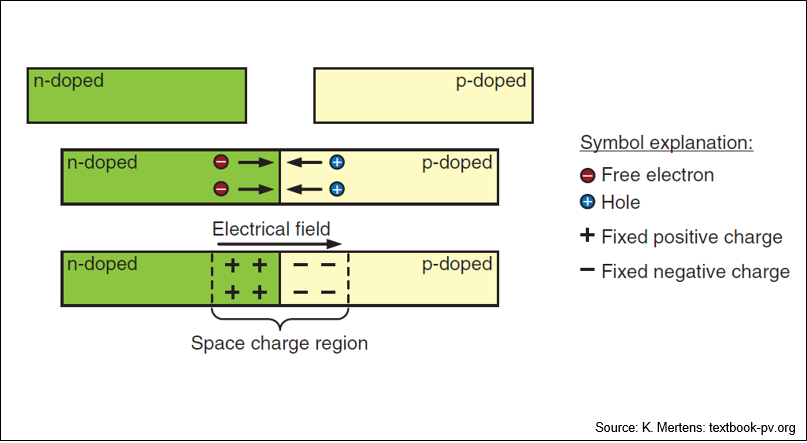 n-doped
p-doped
n-doped
p-doped
Electrical field
n-doped
p-doped
Space charge region
Symbol explanation:
Free electron
Hole
Fixed positive charge
Fixed negative charge
Source: K. Mertens: textbook-pv.org